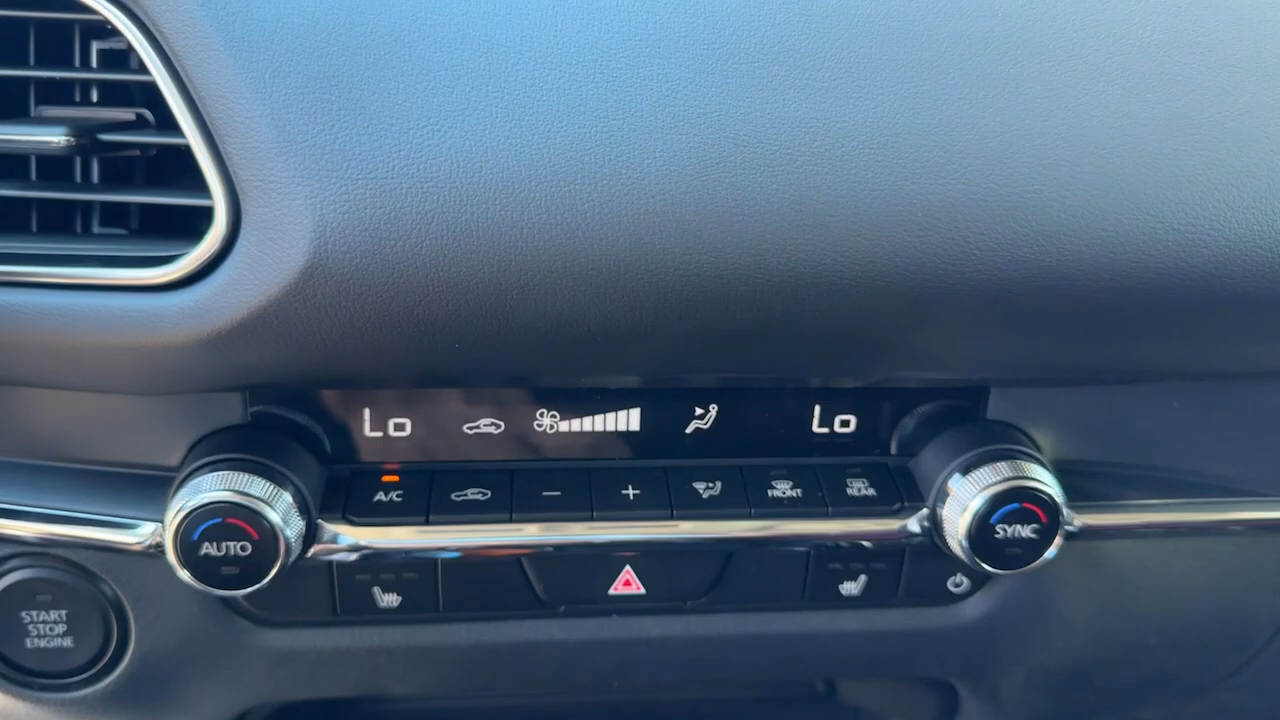 Lo
Lo
A/C
−
+
FRONT
REAR
AUTO
SYNC
START
STOP
ENGINE